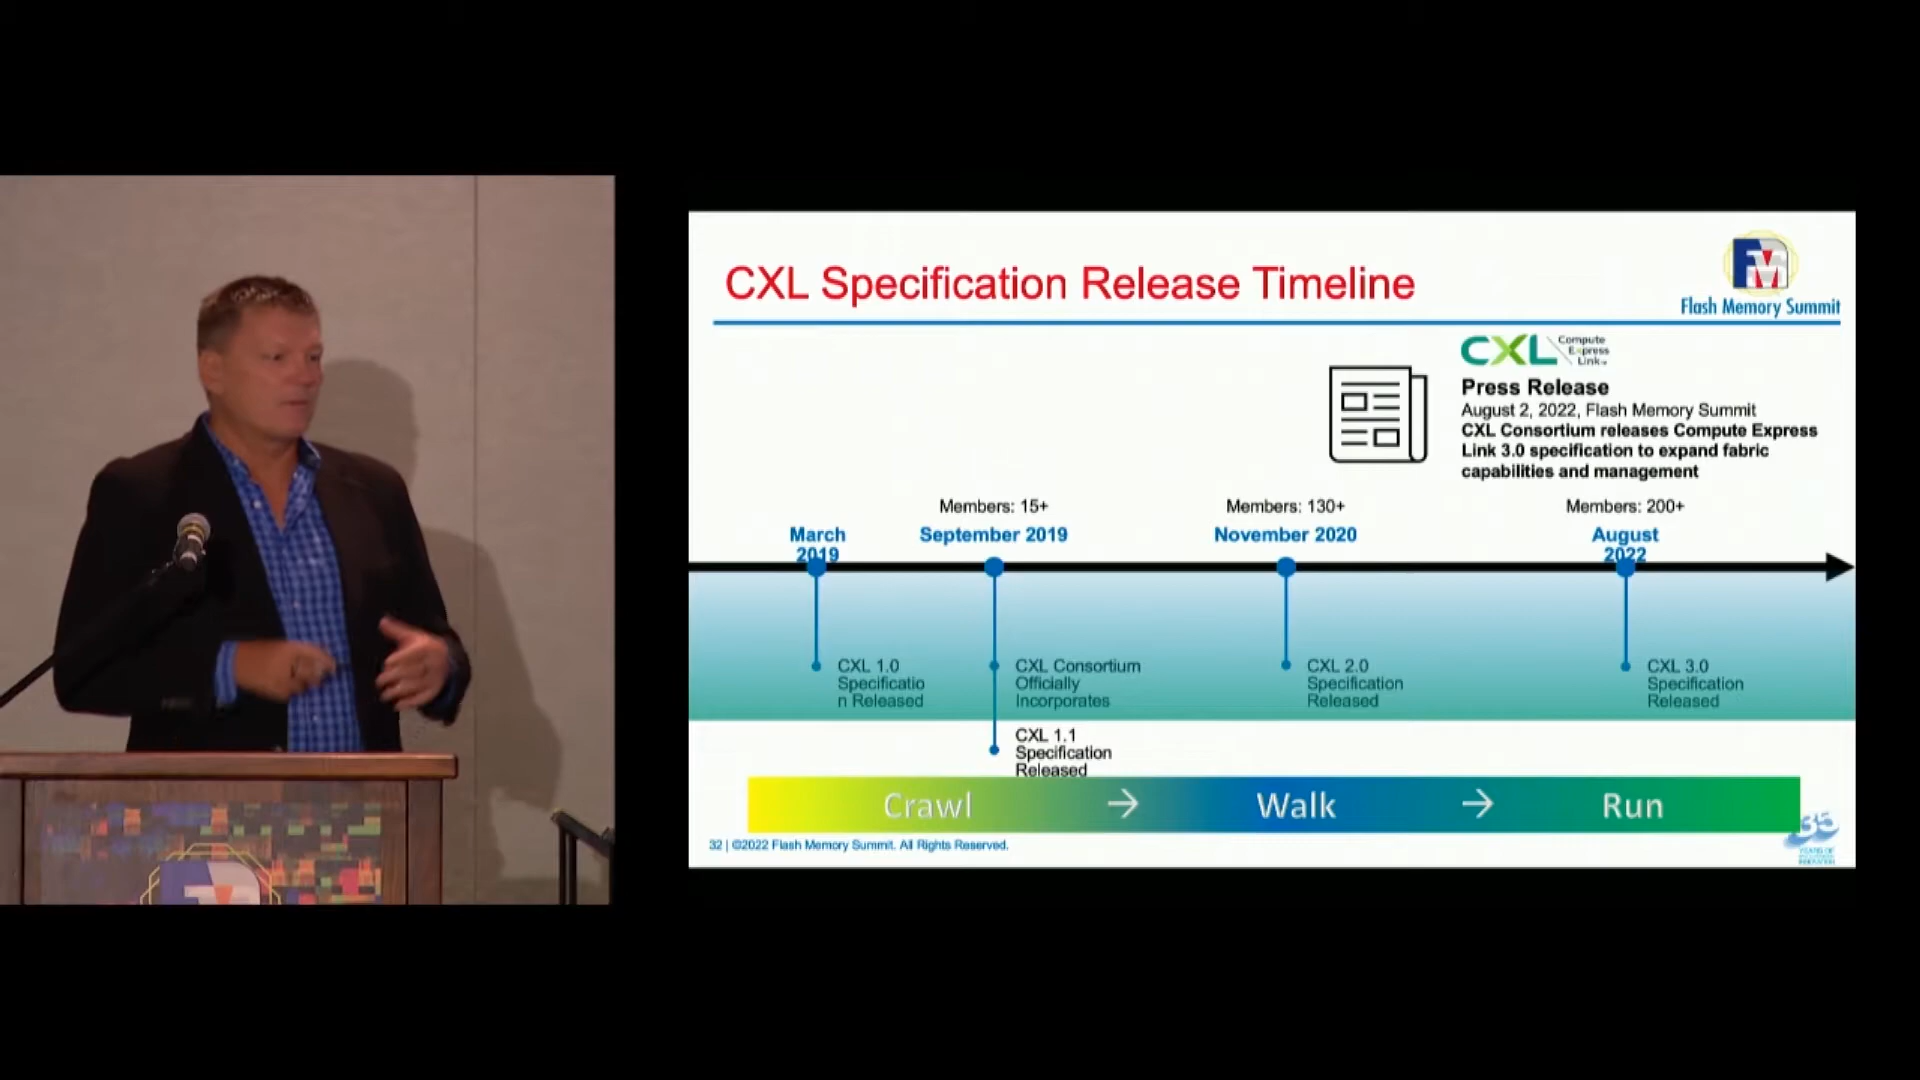 CXL Specification Release Timeline
Flash Memory Summit
CXL Compute
Express
Link™
Press Release
August 2, 2022, Flash Memory Summit
CXL Consortium releases Compute Express
Link 3.0 specification to expand fabric
capabilities and management
Members: 15+
Members: 130+
Members: 200+
March
2019
September 2019
November 2020
August
2022
CXL 1.0
Specificatio
n Released
CXL Consortium
Officially
Incorporates
CXL 1.1
Specification
Released
CXL 2.0
Specification
Released
CXL 3.0
Specification
Released
Crawl → Walk → Run
32 | ©2022 Flash Memory Summit. All Rights Reserved.
35
YEARS OF